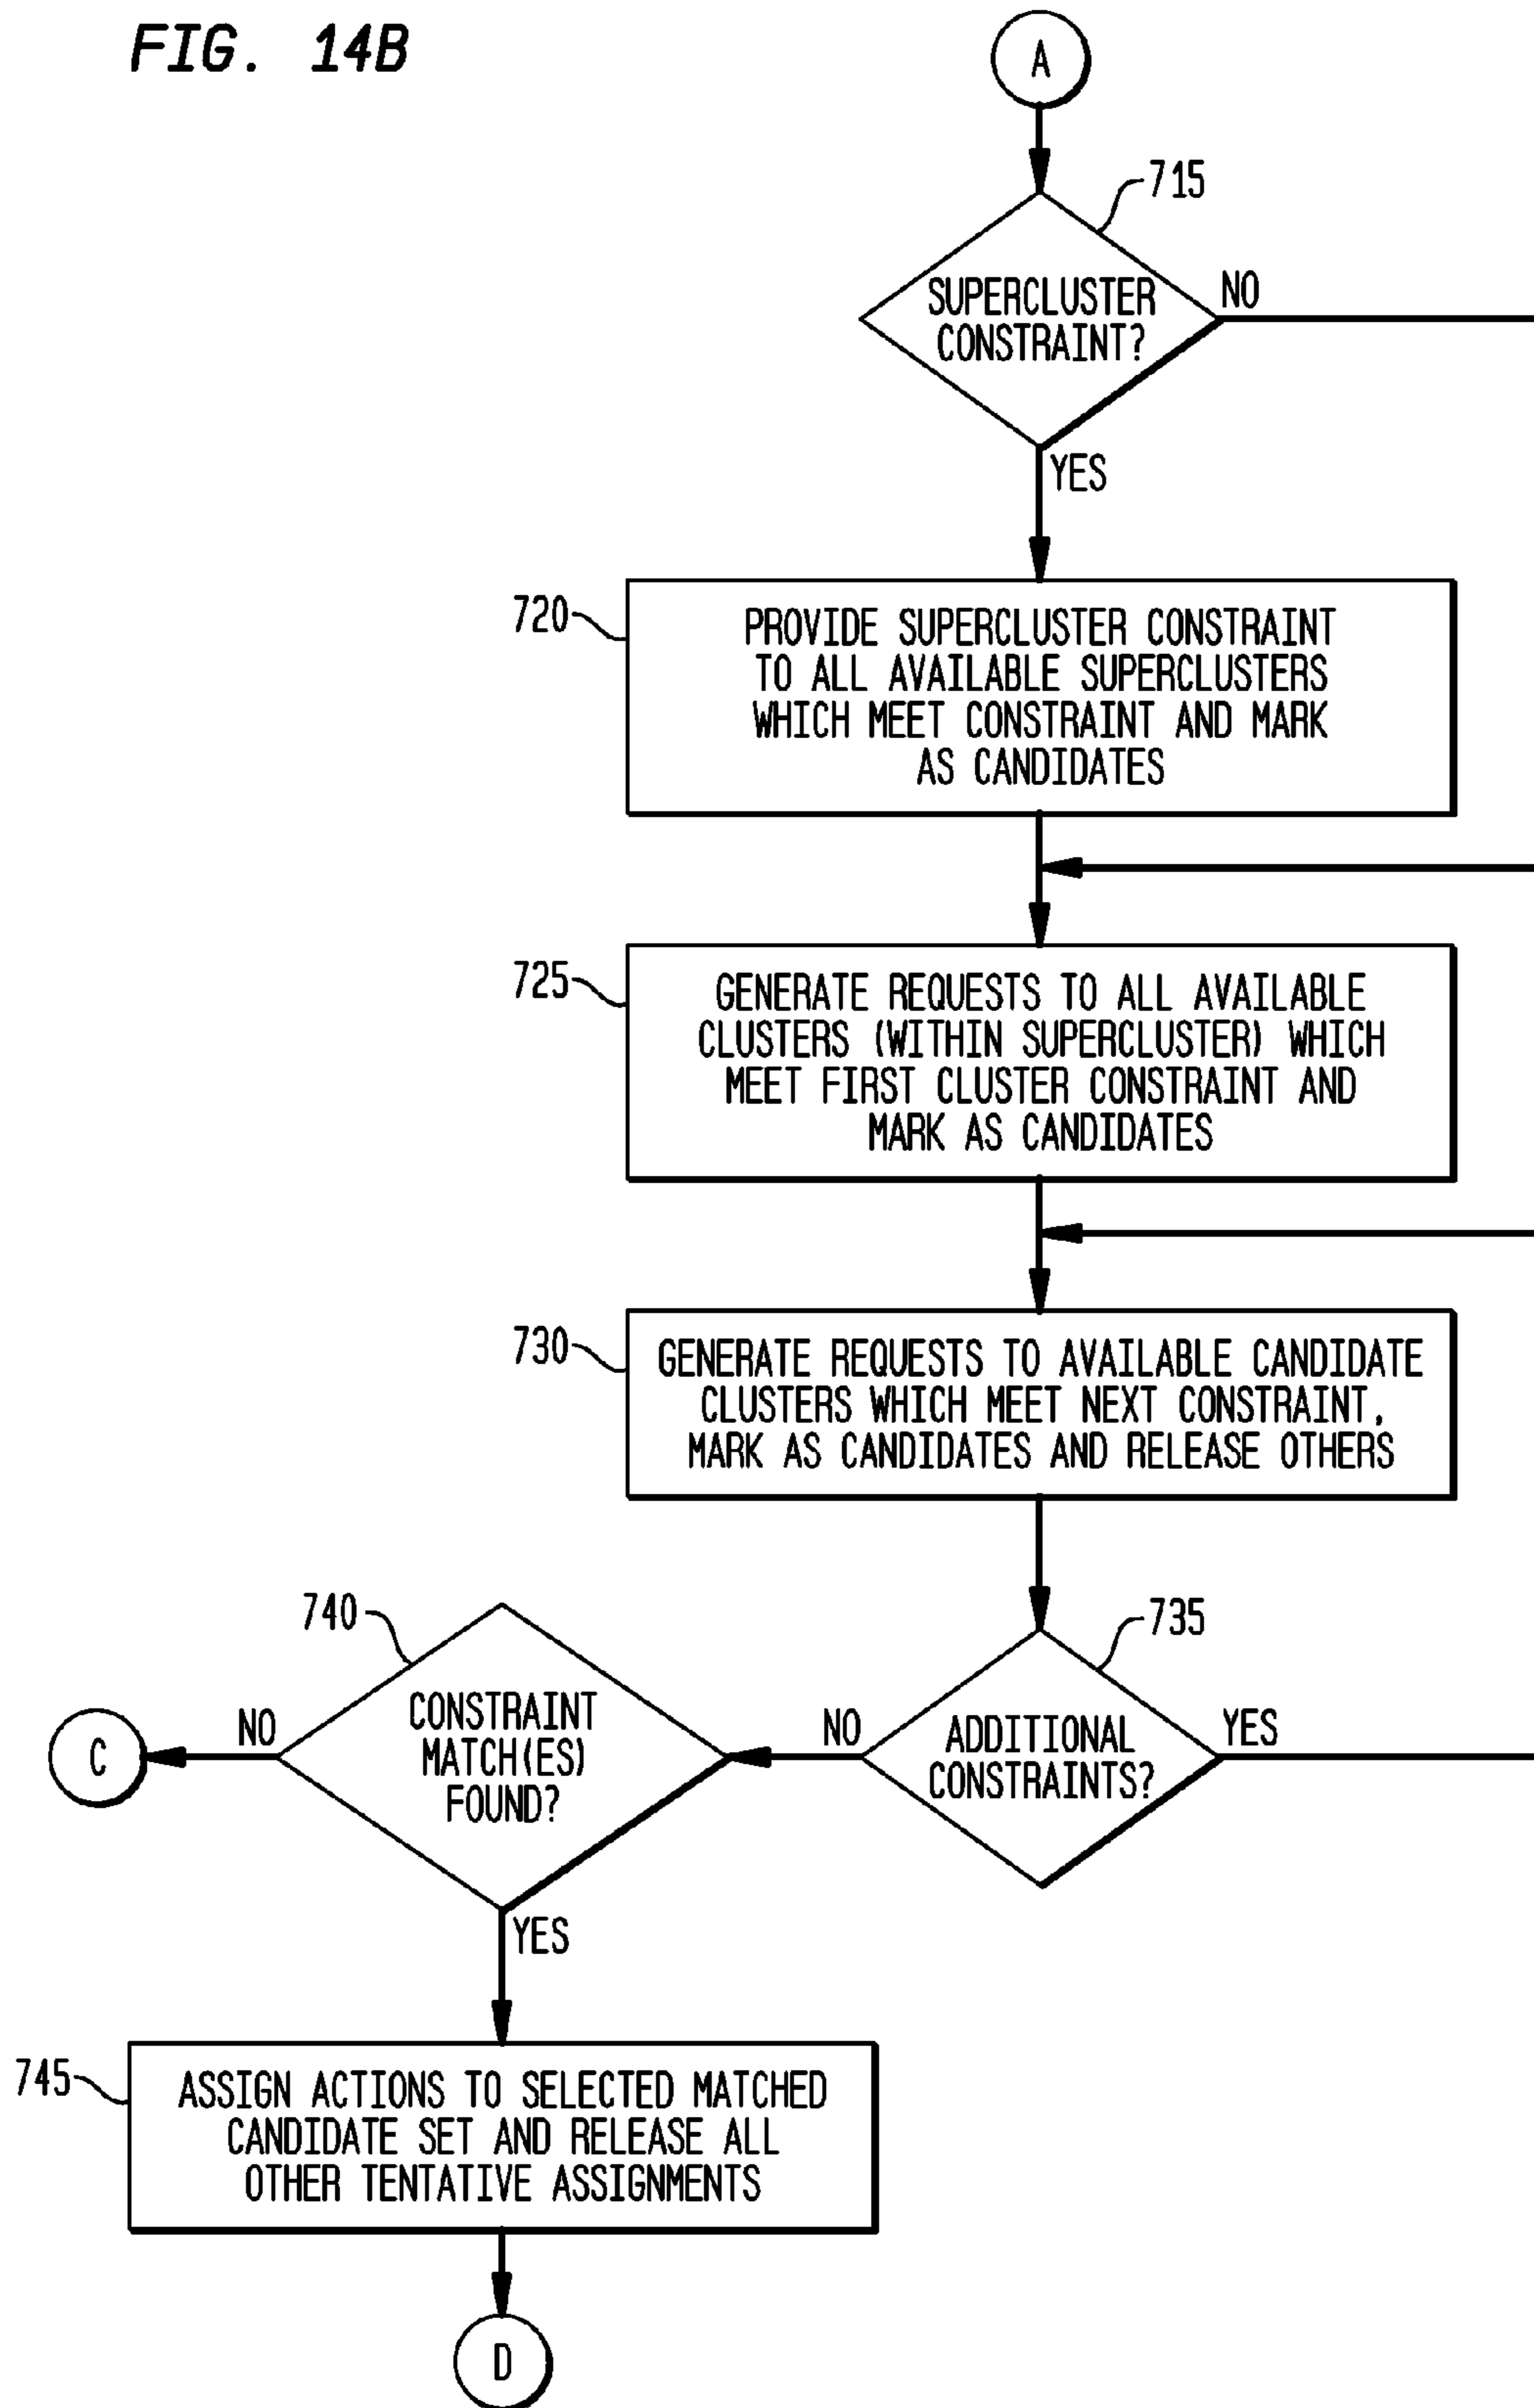 FIG. 14B
A
715
SUPERCLUSTER
CONSTRAINT?
NO
YES
720
PROVIDE SUPERCLUSTER CONSTRAINT
TO ALL AVAILABLE SUPERCLUSTERS
WHICH MEET CONSTRAINT AND MARK
AS CANDIDATES
725
GENERATE REQUESTS TO ALL AVAILABLE
CLUSTERS (WITHIN SUPERCLUSTER) WHICH
MEET FIRST CLUSTER CONSTRAINT AND
MARK AS CANDIDATES
730
GENERATE REQUESTS TO AVAILABLE CANDIDATE
CLUSTERS WHICH MEET NEXT CONSTRAINT,
MARK AS CANDIDATES AND RELEASE OTHERS
735
ADDITIONAL
CONSTRAINTS?
YES
NO
740
CONSTRAINT
MATCH(ES)
FOUND?
NO
C
YES
745
ASSIGN ACTIONS TO SELECTED MATCHED
CANDIDATE SET AND RELEASE ALL
OTHER TENTATIVE ASSIGNMENTS
D